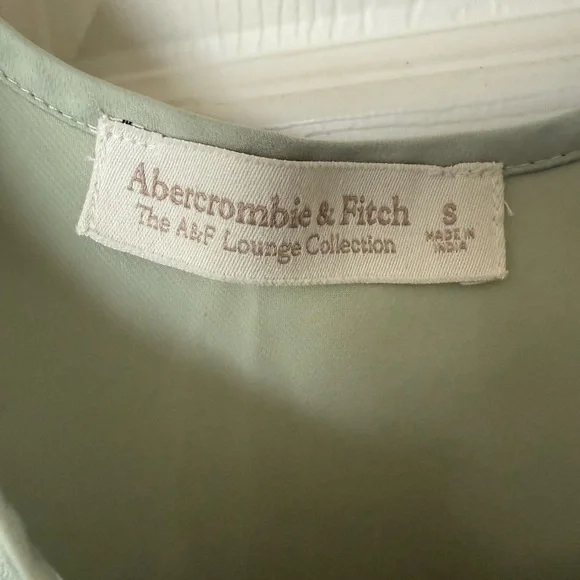 Abercrombie & Fitch
The A&F Lounge Collection
S
MADE IN
INDIA